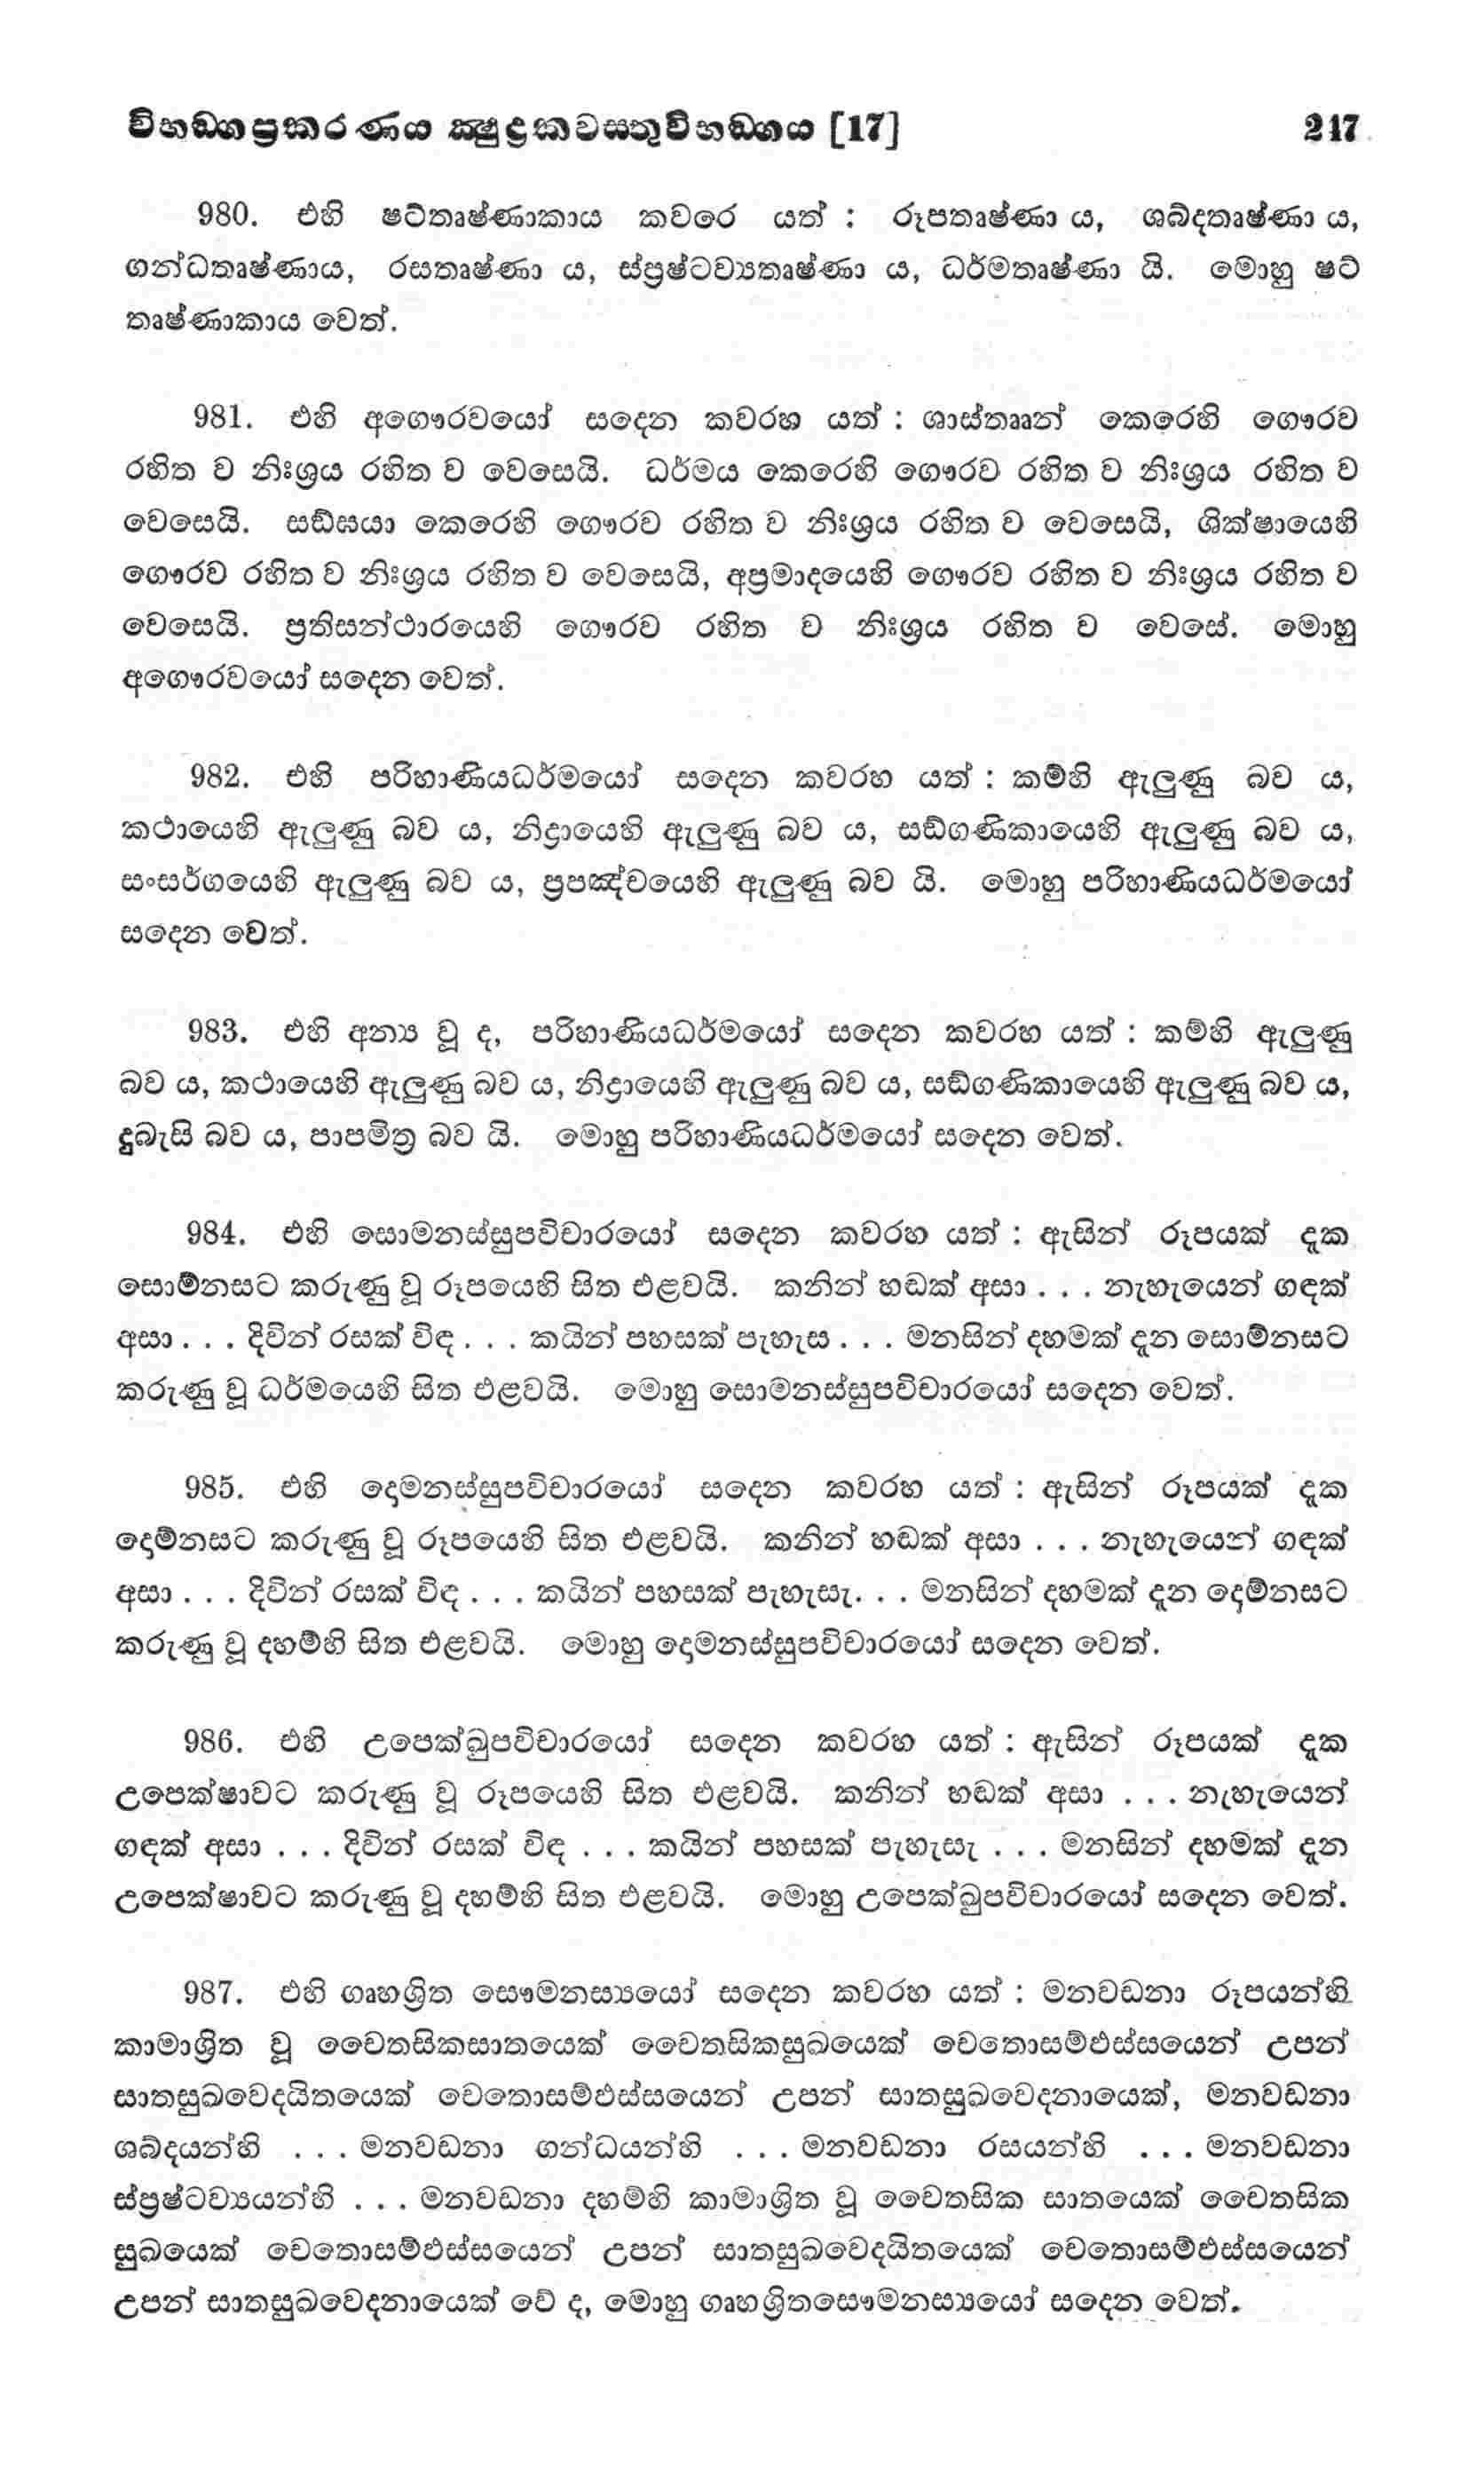 විභඞ්ගප්‍රකරණය ක්‍ෂුද්‍රකවස්තුවිභඞ්ගය [17] 247
980. එහි ෂට්තෘෂ්ණාකාය කවරෙ යත් : රූපතෘෂ්ණා ය, ශබ්දතෘෂ්ණා ය,
ගන්ධතෘෂ්ණාය, රසතෘෂ්ණා ය, ස්ප්‍රෂ්ටව්‍යතෘෂ්ණා ය, ධර්මතෘෂ්ණා යි. මොහු ෂට්
තෘෂ්ණාකාය වෙත්.
981. එහි අගෞරවයෝ සදෙන කවරහ යත් : ශාස්තෲන් කෙරෙහි ගෞරව
රහිත ව නිඃශ්‍රය රහිත ව වෙසෙයි. ධර්මය කෙරෙහි ගෞරව රහිත ව නිඃශ්‍රය රහිත ව
වෙසෙයි. සඞ්ඝයා කෙරෙහි ගෞරව රහිත ව නිඃශ්‍රය රහිත ව වෙසෙයි, ශික්ෂායෙහි
ගෞරව රහිත ව නිඃශ්‍රය රහිත ව වෙසෙයි, අප්‍රමාදයෙහි ගෞරව රහිත ව නිඃශ්‍රය රහිත ව
වෙසෙයි. ප්‍රතිසන්ථාරයෙහි ගෞරව රහිත ව නිඃශ්‍රය රහිත ව වෙසේ. මොහු
අගෞරවයෝ සදෙන වෙත්.
982. එහි පරිහාණියධර්මයෝ සදෙන කවරහ යත් : කම්හි ඇලුණු බව ය,
කථායෙහි ඇලුණු බව ය, නිද්‍රායෙහි ඇලුණු බව ය, සඞ්ගණිකායෙහි ඇලුණු බව ය,
සංසර්ගයෙහි ඇලුණු බව ය, ප්‍රපඤ්චයෙහි ඇලුණු බව යි. මොහු පරිහාණියධර්මයෝ
සදෙන වෙත්.
983. එහි අන්‍ය වූ ද, පරිහාණියධර්මයෝ සදෙන කවරහ යත් : කම්හි ඇලුණු
බව ය, කථායෙහි ඇලුණු බව ය, නිද්‍රායෙහි ඇලුණු බව ය, සඞ්ගණිකායෙහි ඇලුණු බව ය,
දුබැසි බව ය, පාපමිත්‍ර බව යි. මොහු පරිහාණියධර්මයෝ සදෙන වෙත්.
984. එහි සොමනස්සුපවිචාරයෝ සදෙන කවරහ යත් : ඇසින් රූපයක් දැක
සොම්නසට කරුණු වූ රූපයෙහි සිත එළවයි. කනින් හඬක් අසා . . . නැහැයෙන් ගඳක්
අසා . . . දිවින් රසක් විඳ . . . කයින් පහසක් පැහැස . . . මනසින් දහමක් දැන සොම්නසට
කරුණු වූ ධර්මයෙහි සිත එළවයි. මොහු සොමනස්සුපවිචාරයෝ සදෙන වෙත්.
985. එහි දොමනස්සුපවිචාරයෝ සදෙන කවරහ යත් : ඇසින් රූපයක් දැක
දොම්නසට කරුණු වූ රූපයෙහි සිත එළවයි. කනින් හඬක් අසා . . . නැහැයෙන් ගඳක්
අසා . . . දිවින් රසක් විඳ . . . කයින් පහසක් පැහැසැ. . . මනසින් දහමක් දැන දොම්නසට
කරුණු වූ දහම්හි සිත එළවයි. මොහු දොමනස්සුපවිචාරයෝ සදෙන වෙත්.
986. එහි උපෙක්ඛුපවිචාරයෝ සදෙන කවරහ යත් : ඇසින් රූපයක් දැක
උපෙක්ෂාවට කරුණු වූ රූපයෙහි සිත එළවයි. කනින් හඬක් අසා . . . නැහැයෙන්
ගඳක් අසා . . . දිවින් රසක් විඳ . . . කයින් පහසක් පැහැසැ . . . මනසින් දහමක් දැන
උපෙක්ෂාවට කරුණු වූ දහම්හි සිත එළවයි. මොහු උපෙක්ඛුපවිචාරයෝ සදෙන වෙත්.
987. එහි ගෘහශ්‍රිත සෞමනස්‍යයෝ සදෙන කවරහ යත් : මනවඩනා රූපයන්හි
කාමාශ්‍රිත වූ චෛතසිකසාතයෙක් චෛතසිකසුඛයෙක් චෙතොසම්ඵස්සයෙන් උපන්
සාතසුඛවෙදයිතයෙක් චෙතොසම්ඵස්සයෙන් උපන් සාතසුඛවෙදනායෙක්, මනවඩනා
ශබ්දයන්හි . . . මනවඩනා ගන්ධයන්හි . . . මනවඩනා රසයන්හි . . . මනවඩනා
ස්ප්‍රෂ්ටව්‍යයන්හි . . . මනවඩනා දහම්හි කාමාශ්‍රිත වූ චෛතසික සාතයෙක් චෛතසික
සුඛයෙක් චෙතොසම්ඵස්සයෙන් උපන් සාතසුඛවෙදයිතයෙක් චෙතොසම්ඵස්සයෙන්
උපන් සාතසුඛවෙදනායෙක් වේ ද, මොහු ගෘහශ්‍රිතසෞමනස්‍යයෝ සදෙන වෙත්.